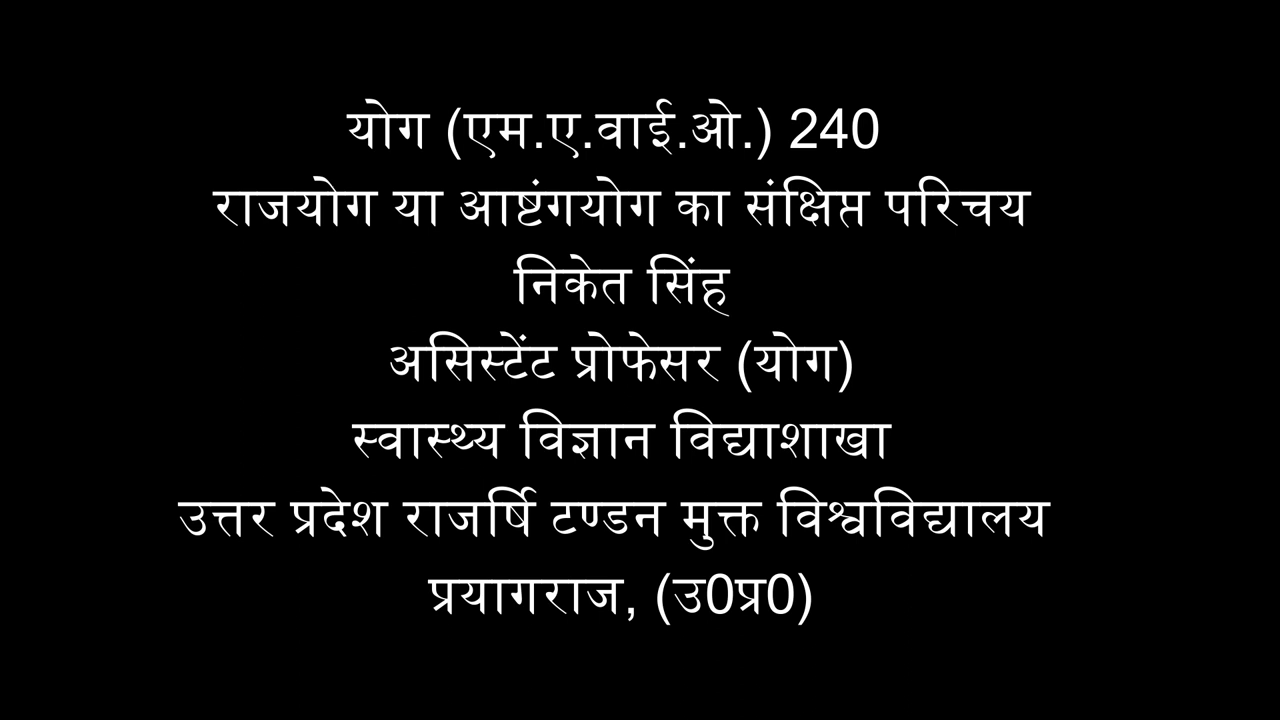 योग (एम.ए.वाई.ओ.) 240
राजयोग या आष्टंगयोग का संक्षिप्त परिचय
निकेत सिंह
असिस्टेंट प्रोफेसर (योग)
स्वास्थ्य विज्ञान विद्याशाखा
उत्तर प्रदेश राजर्षि टण्डन मुक्त विश्वविद्यालय
प्रयागराज, (उ0प्र0)